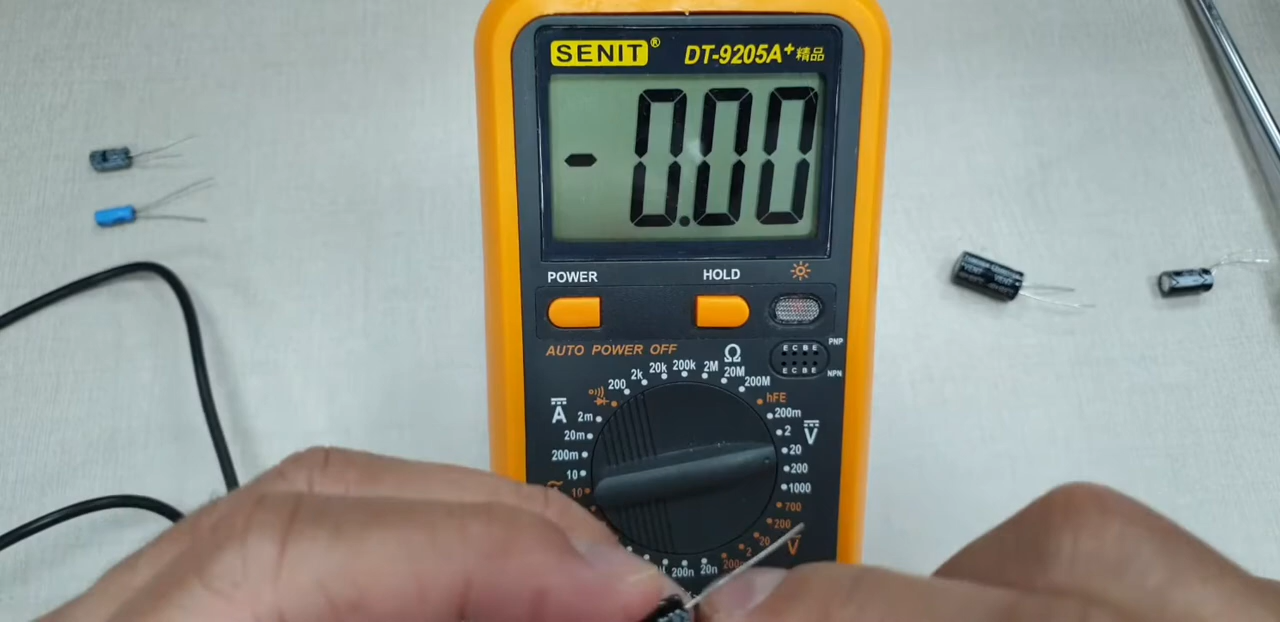 SENIT®
DT-9205A+精品
- 0.00
POWER
HOLD
AUTO POWER OFF
Ω
PNP
E C B E
E C B E
NPN
200
2k
20k
200k
2M
20M
200M
hFE
A
2m
20m
200m
10
10
200m
2
20
200
1000
V
700
200
20
2
V
200n
20n